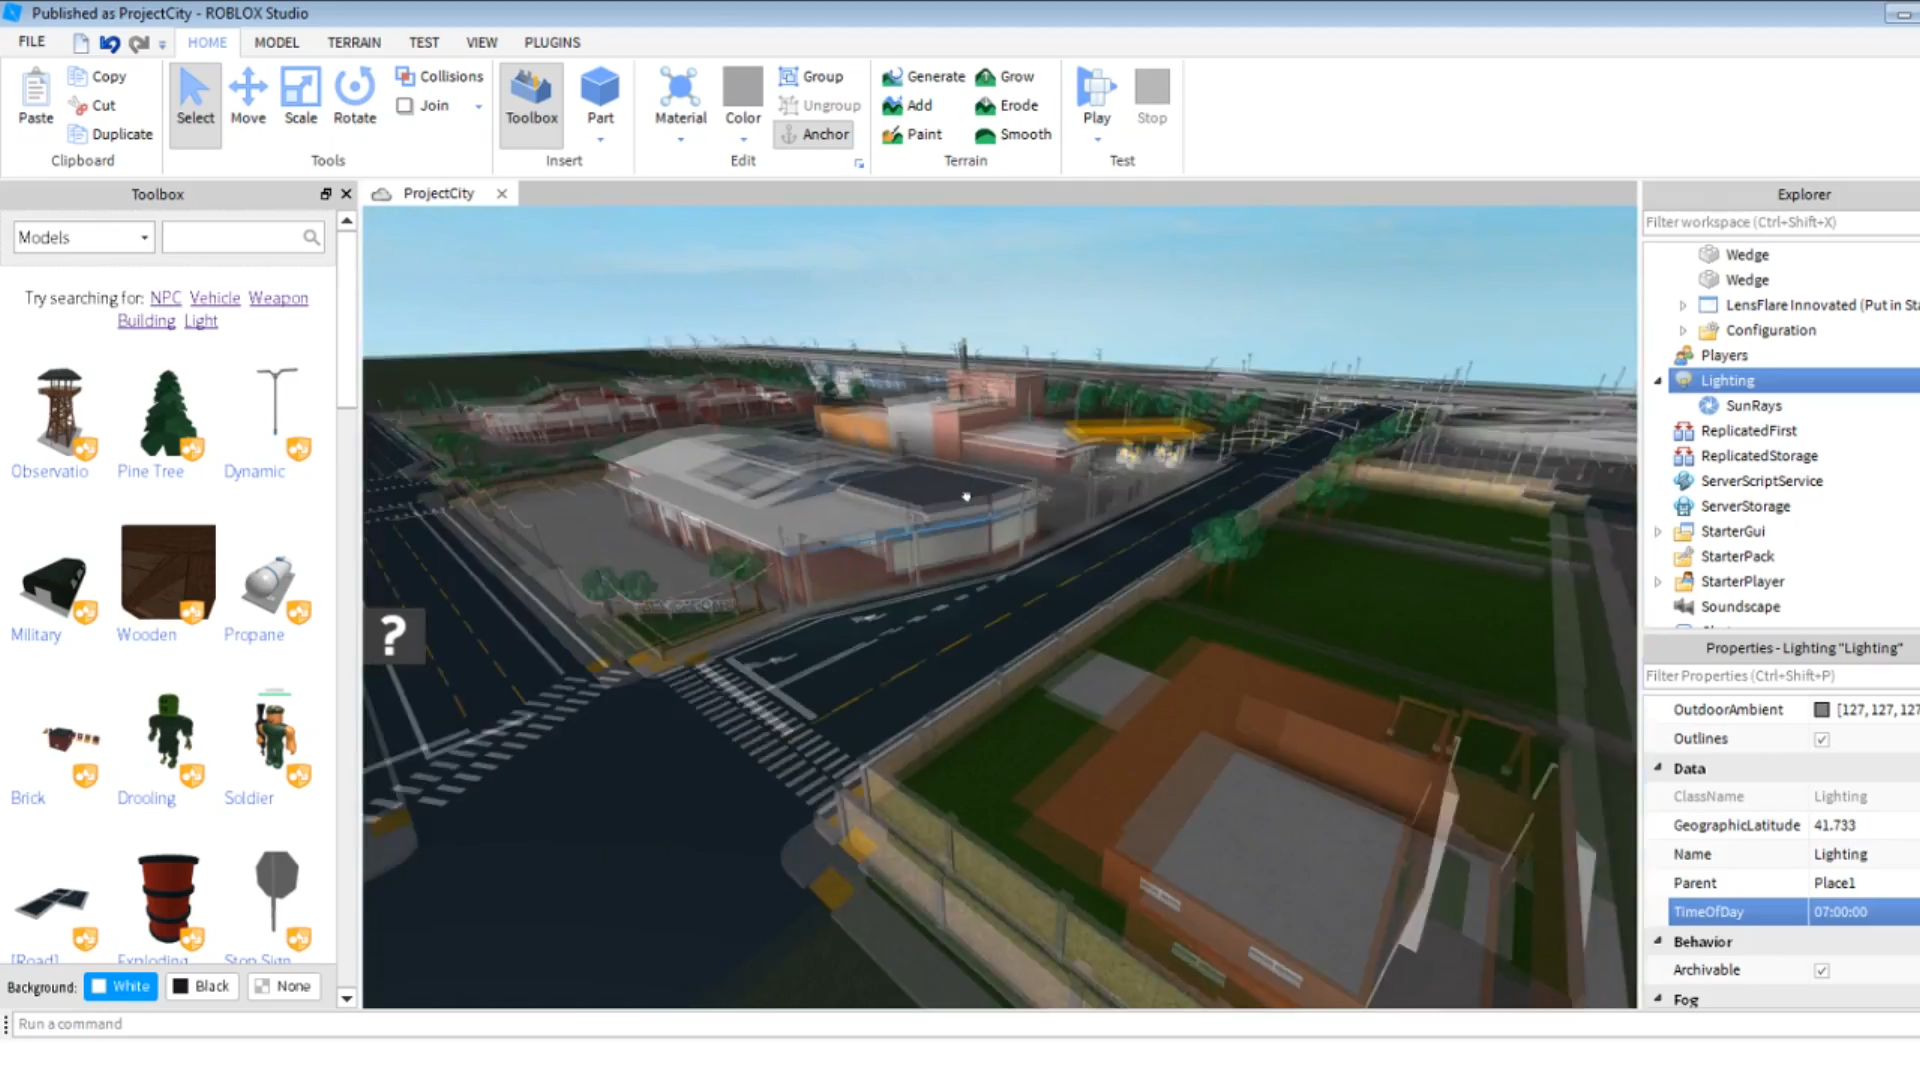 Published as ProjectCity - ROBLOX Studio
FILE HOME MODEL TERRAIN TEST VIEW PLUGINS
Paste
Copy
Cut
Duplicate
Clipboard
Select
Move
Scale
Rotate
Collisions
Join
Tools
Toolbox
Part
Insert
Material
Color
Group
Ungroup
Anchor
Edit
Generate
Add
Paint
Grow
Erode
Smooth
Terrain
Play
Stop
Test
Toolbox
Models
Try searching for: NPC Vehicle Weapon
Building Light
Observatio Pine Tree Dynamic
Military Wooden Propane
Brick Drooling Soldier
[Road] Exploding Stop Sign
Background: White Black None
Run a command
ProjectCity
?
Explorer
Filter workspace (Ctrl+Shift+X)
Wedge
Wedge
LensFlare Innovated (Put in Sta
Configuration
Players
Lighting
SunRays
ReplicatedFirst
ReplicatedStorage
ServerScriptService
ServerStorage
StarterGui
StarterPack
StarterPlayer
Soundscape
Properties - Lighting "Lighting"
Filter Properties (Ctrl+Shift+P)
OutdoorAmbient [127, 127, 127
Outlines
Data
ClassName Lighting
GeographicLatitude 41.733
Name Lighting
Parent Place1
TimeOfDay 07:00:00
Behavior
Archivable
Fog